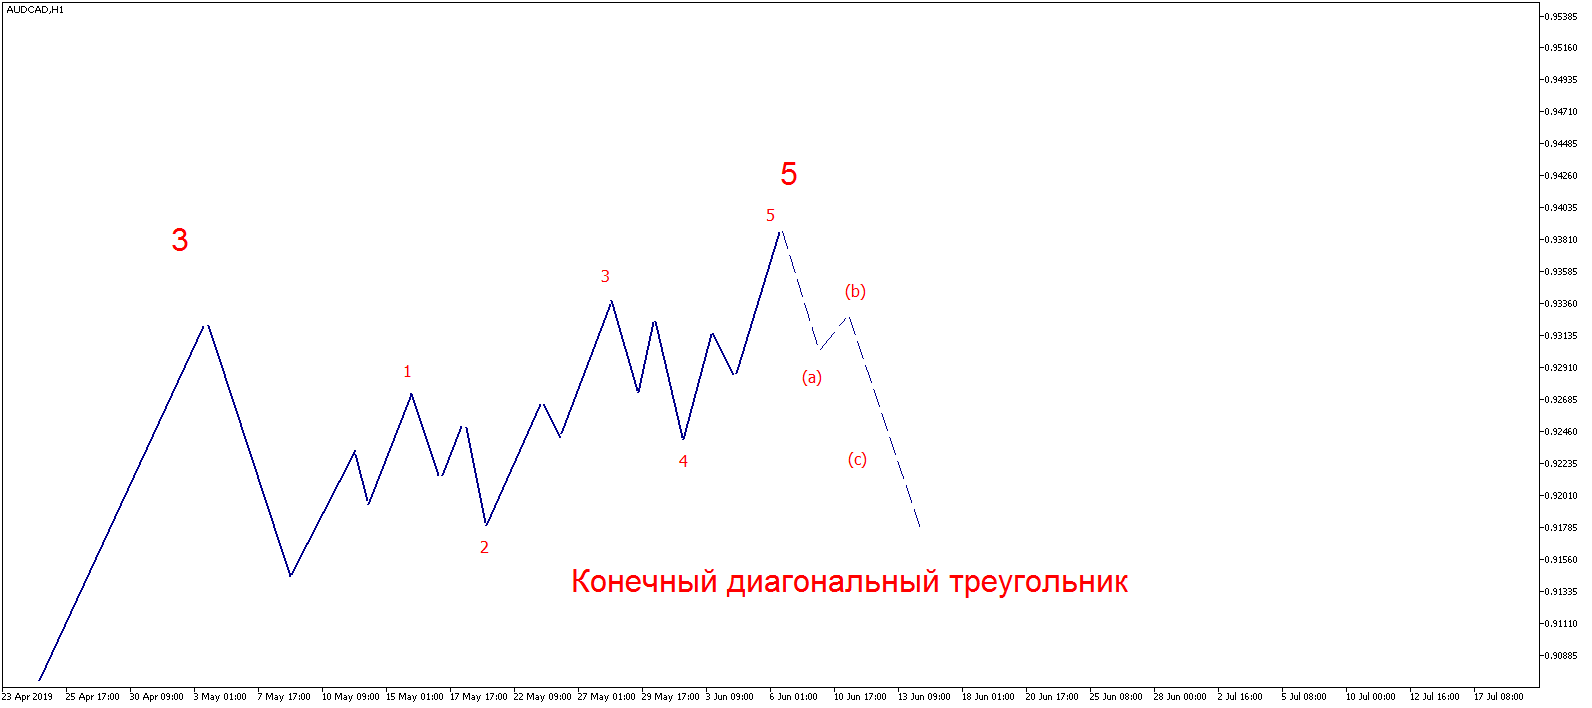 AUDCAD,H1
0.95385
0.95160
0.94935
0.94710
0.94485
5
0.94260
5
0.94035
3
0.93810
0.93585
3
(b)
0.93360
0.93135
1
(a)
0.92910
0.92685
4
(c)
0.92460
0.92235
0.92010
2
0.91785
0.91560
Конечный диагональный треугольник
0.91335
0.91110
0.90885
23 Apr 2019
25 Apr 17:00
30 Apr 09:00
3 May 01:00
7 May 17:00
10 May 09:00
15 May 01:00
17 May 17:00
22 May 09:00
27 May 01:00
29 May 17:00
3 Jun 09:00
6 Jun 01:00
10 Jun 17:00
13 Jun 09:00
18 Jun 01:00
20 Jun 17:00
25 Jun 08:00
28 Jun 00:00
2 Jul 16:00
5 Jul 08:00
10 Jul 00:00
12 Jul 16:00
17 Jul 08:00